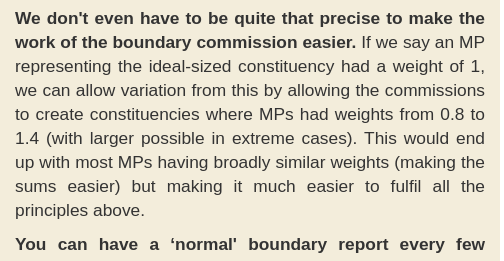 We don't even have to be quite that precise to make the
work of the boundary commission easier. If we say an MP
representing the ideal-sized constituency had a weight of 1,
we can allow variation from this by allowing the commissions
to create constituencies where MPs had weights from 0.8 to
1.4 (with larger possible in extreme cases). This would end
up with most MPs having broadly similar weights (making the
sums easier) but making it much easier to fulfil all the
principles above.
You can have a ‘normal' boundary report every few